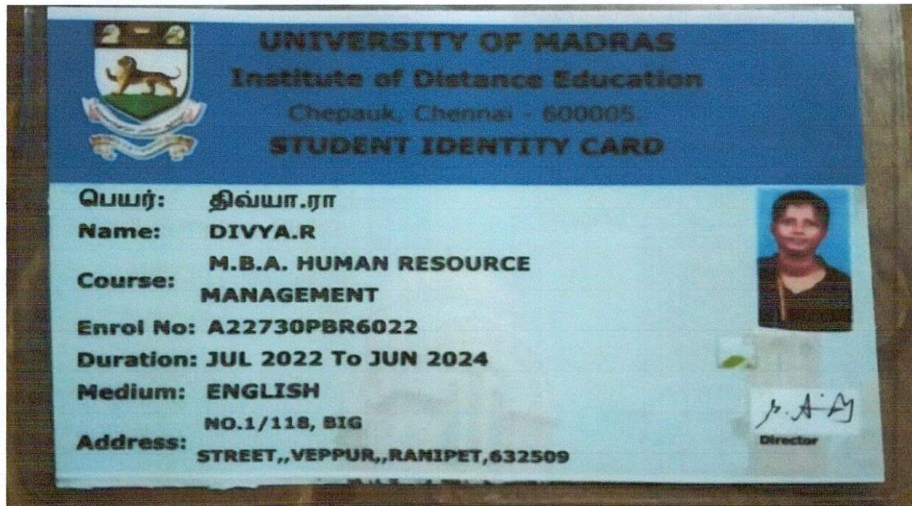 UNIVERSITY OF MADRAS
Institute of Distance Education
Chepauk, Chennai - 600005.
STUDENT IDENTITY CARD
பெயர்: திவ்யா.ரா
Name: DIVYA.R
Course: M.B.A. HUMAN RESOURCE
MANAGEMENT
Enrol No: A22730PBR6022
Duration: JUL 2022 To JUN 2024
Medium: ENGLISH
Address: NO.1/118, BIG
STREET,,VEPPUR,,RANIPET,632509
Director